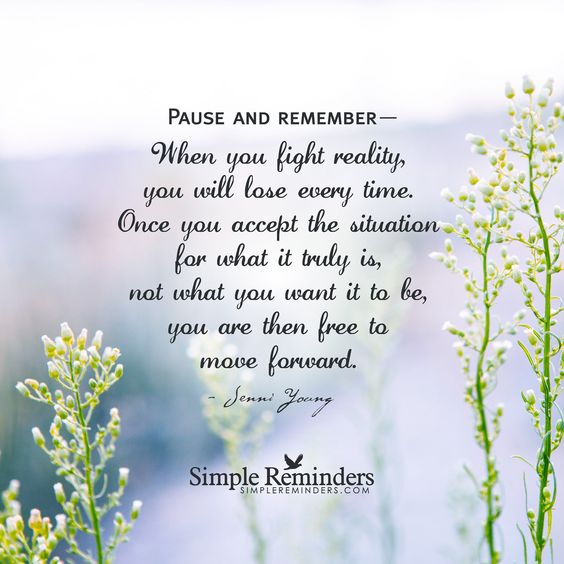 PAUSE AND REMEMBER—
When you fight reality,
you will lose every time.
Once you accept the situation
for what it truly is,
not what you want it to be,
you are then free to
move forward.
- Jenni Young
Simple Reminders
SIMPLEREMINDERS.COM